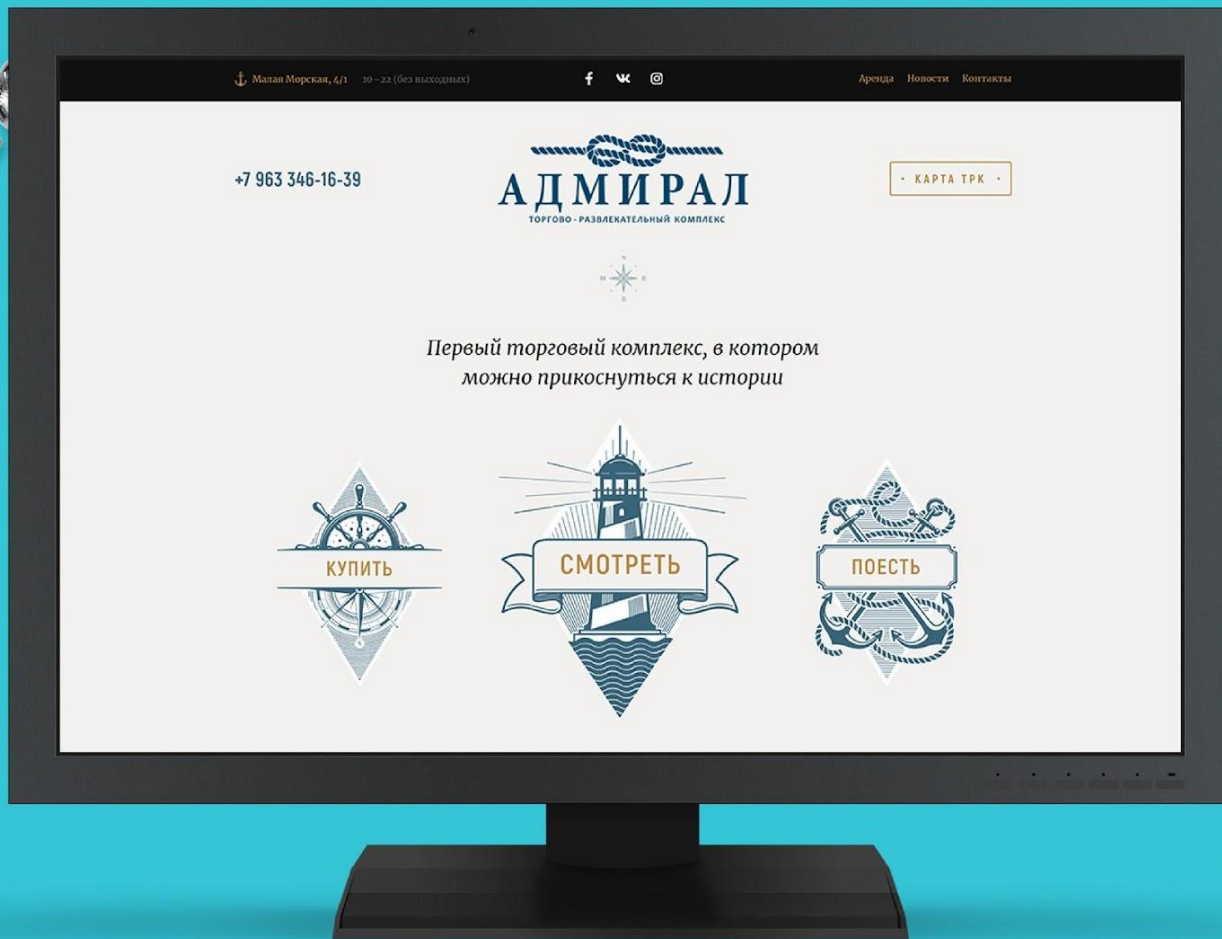 Малая Морская, 4/1 10–22 (без выходных)
Аренда Новости Контакты
+7 963 346-16-39
АДМИРАЛ
ТОРГОВО - РАЗВЛЕКАТЕЛЬНЫЙ КОМПЛЕКС
· КАРТА ТРК ·
N
W E
S
Первый торговый комплекс, в котором
можно прикоснуться к истории
КУПИТЬ
СМОТРЕТЬ
ПОЕСТЬ